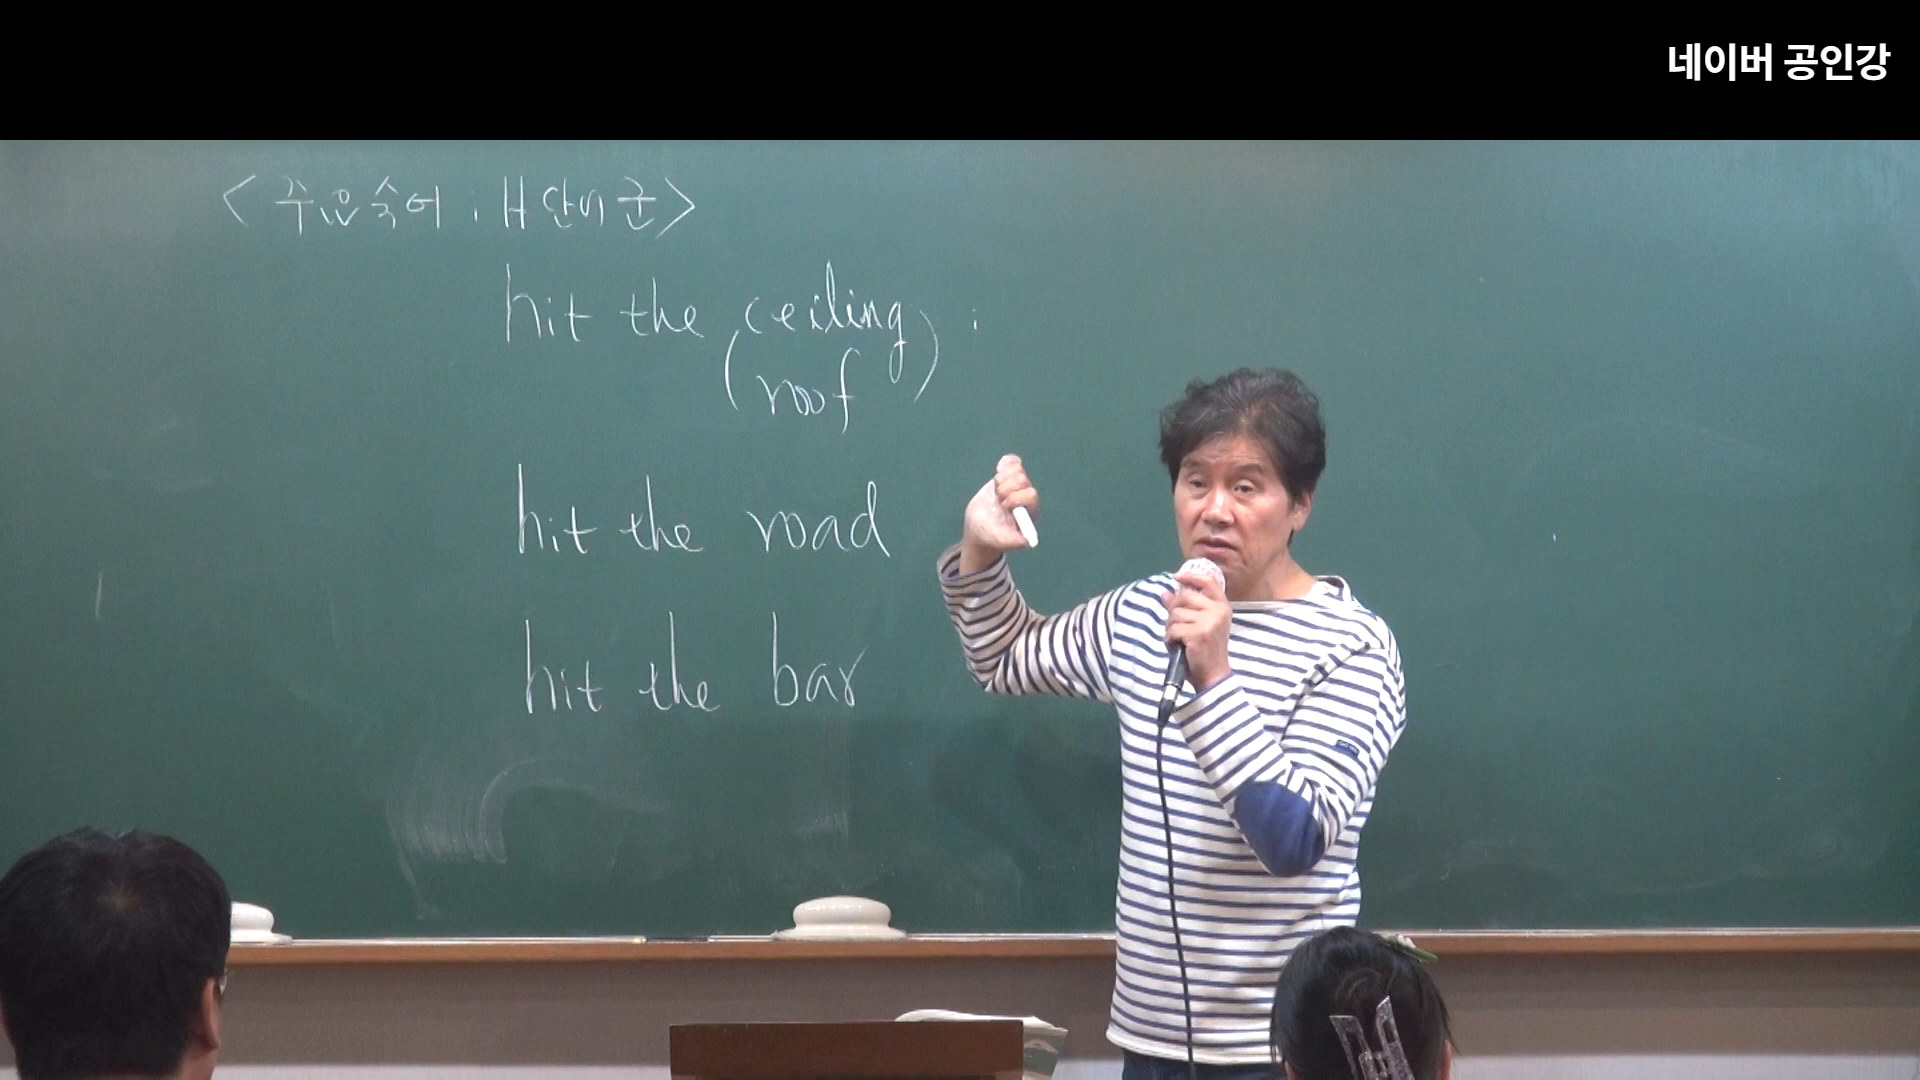 네이버 공인강
<주요숙어 : H단어군>
hit the ceiling :
(roof)
hit the road
hit the bar